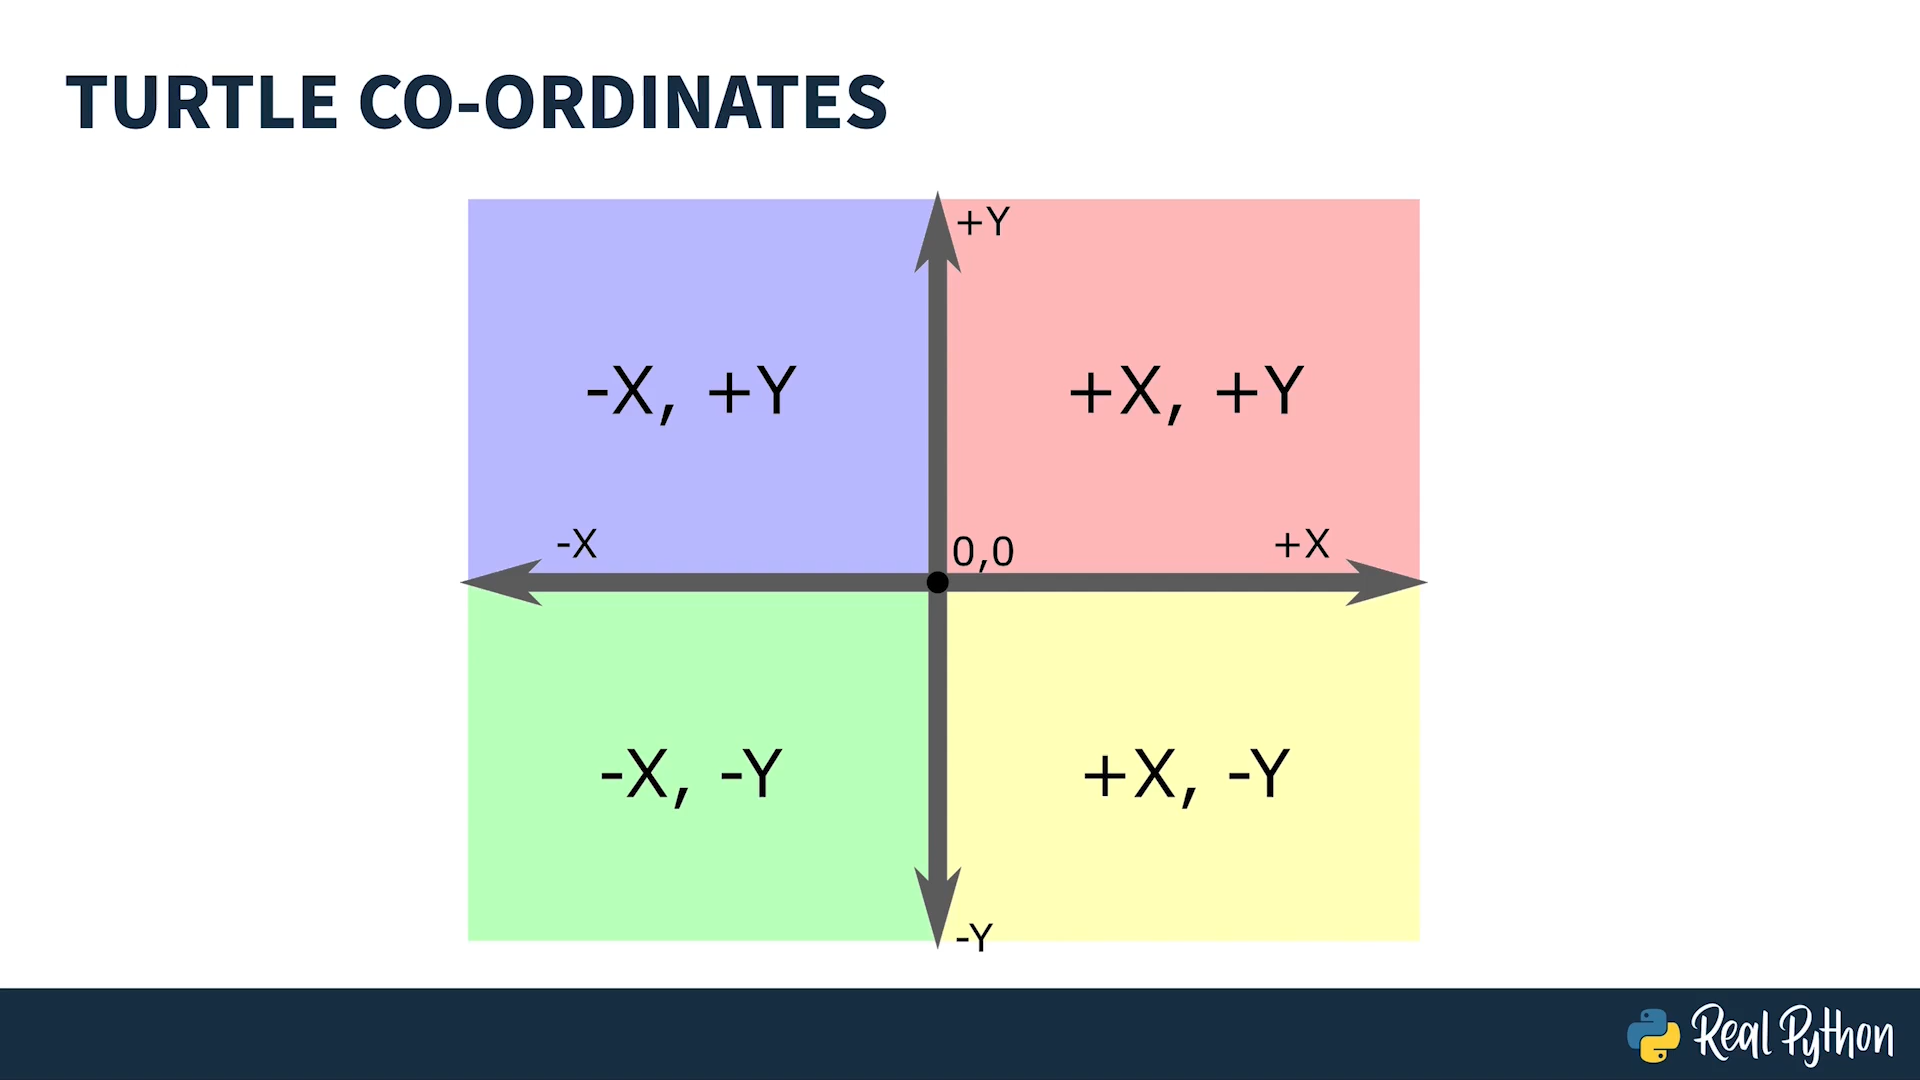 TURTLE CO-ORDINATES
+Y
-X, +Y
+X, +Y
-X
0,0
+X
-X, -Y
+X, -Y
-Y
Real Python